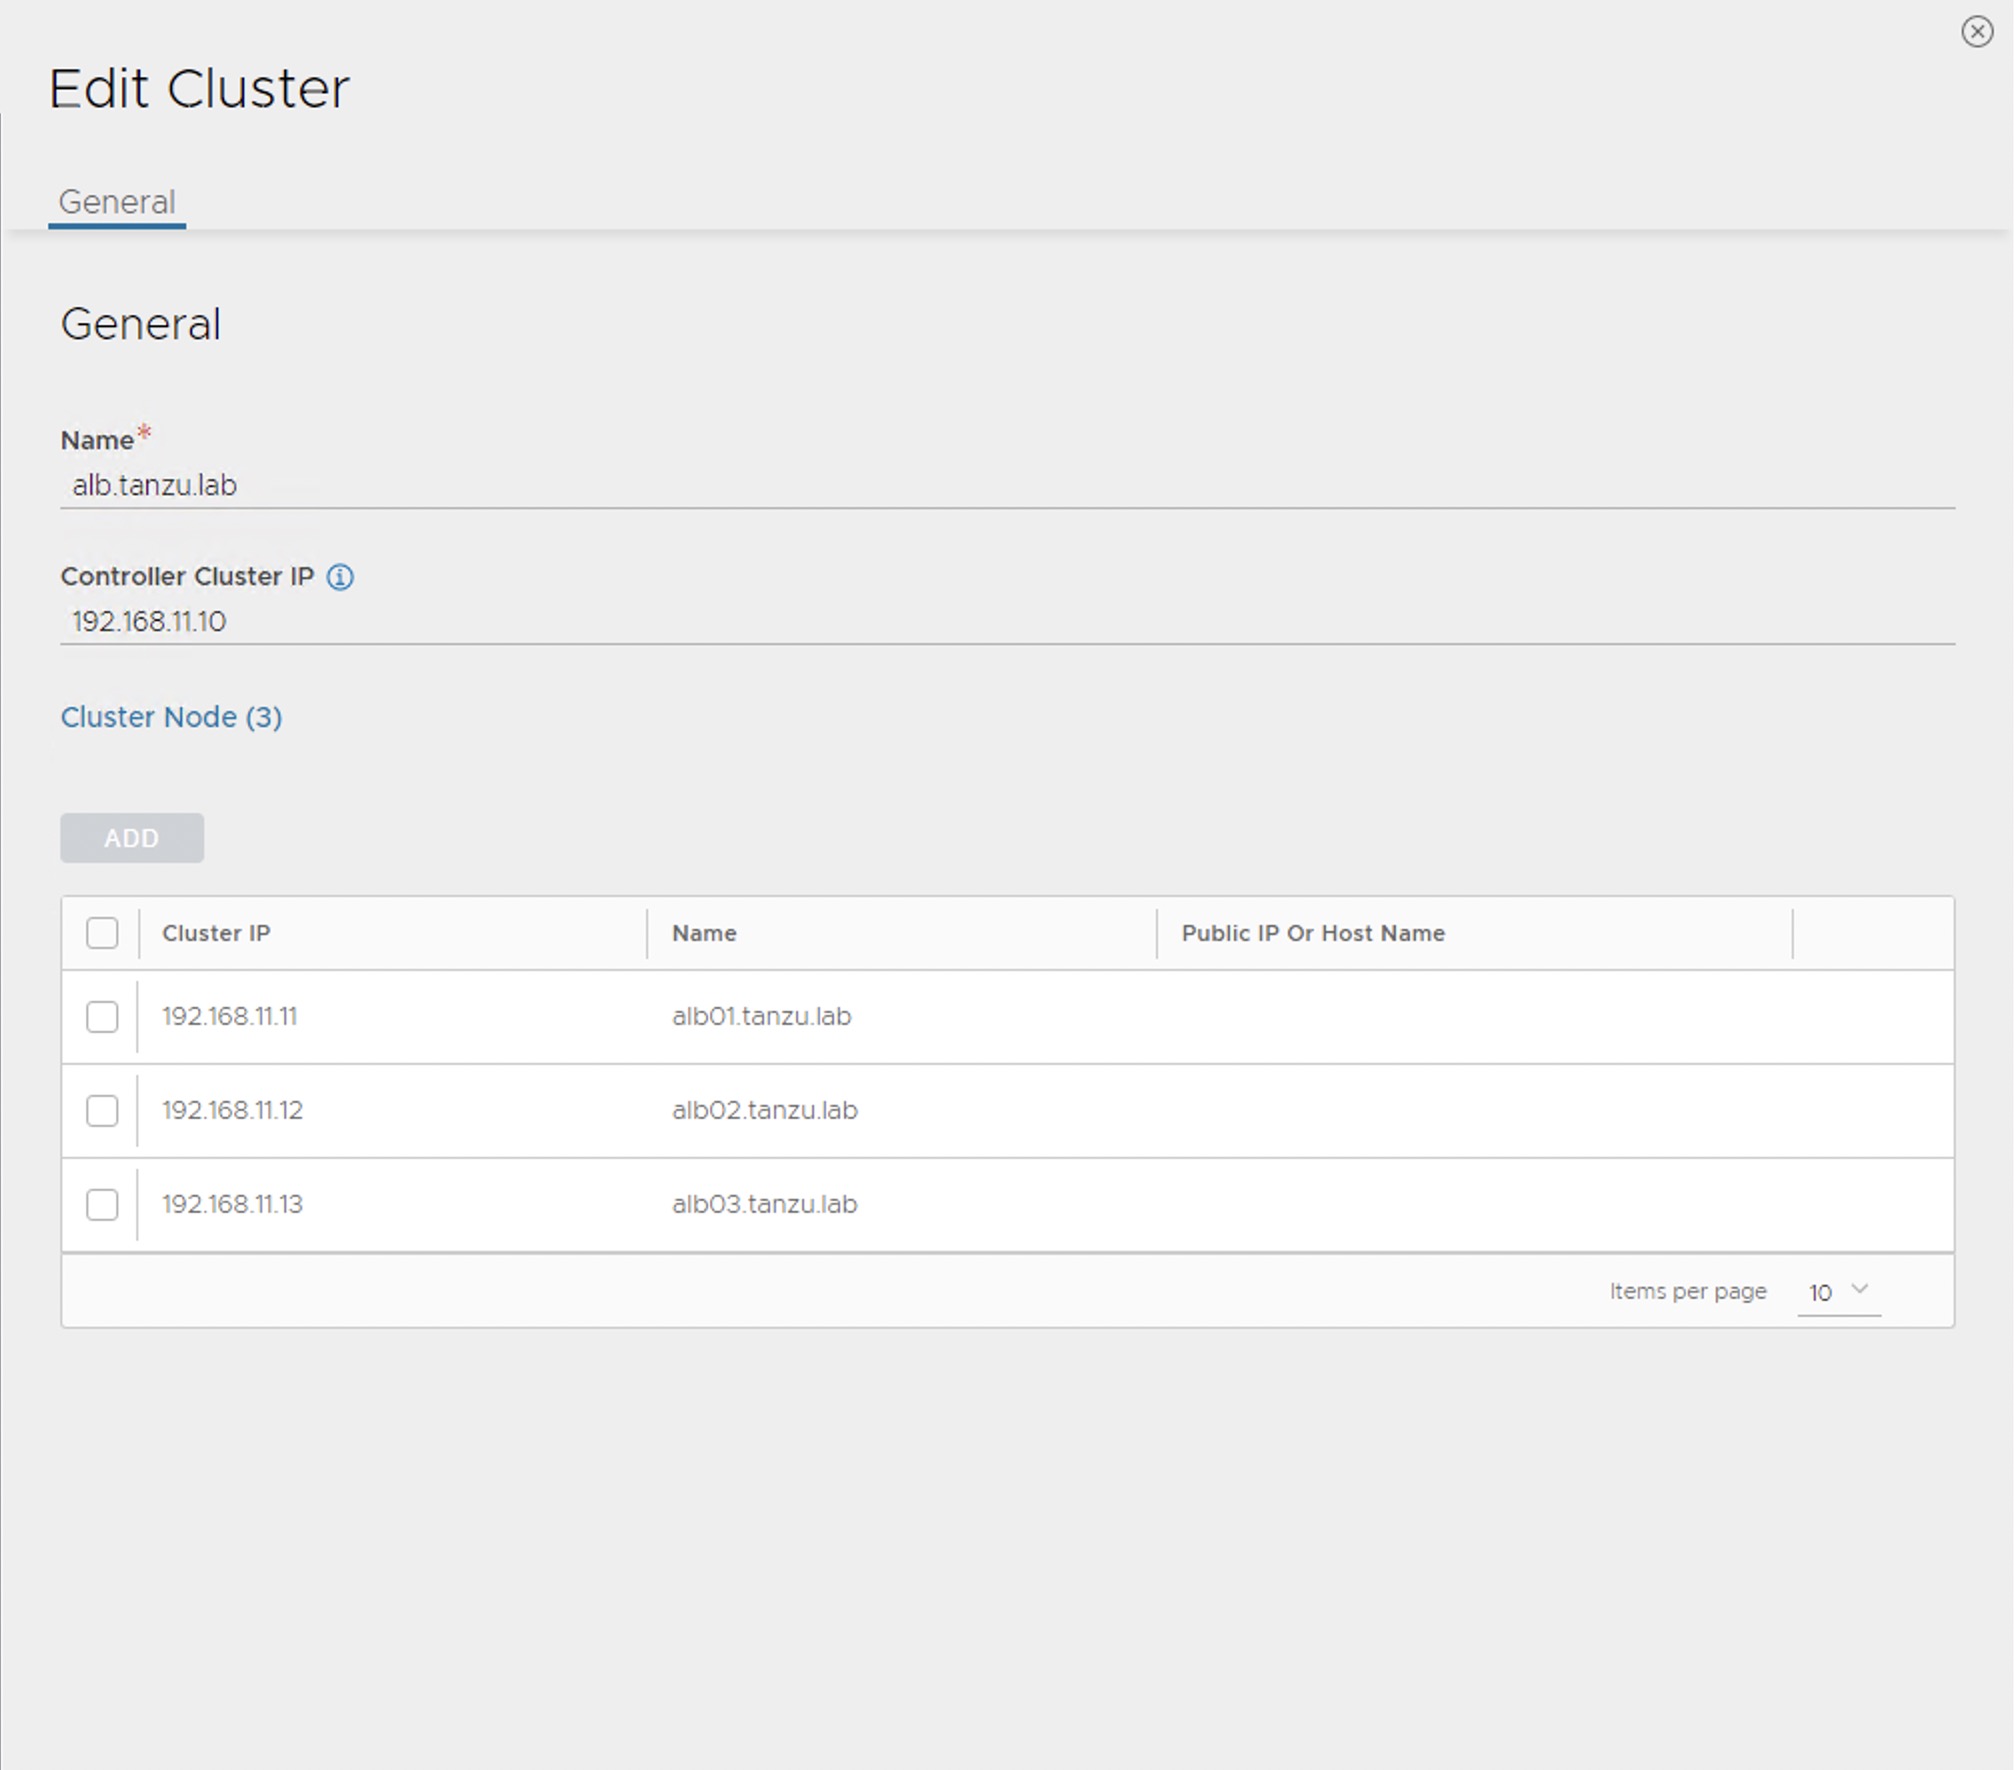 Edit Cluster
General
General
Name*
alb.tanzu.lab
Controller Cluster IP
192.168.11.10
Cluster Node (3)
ADD
Cluster IP Name Public IP Or Host Name
192.168.11.11 alb01.tanzu.lab
192.168.11.12 alb02.tanzu.lab
192.168.11.13 alb03.tanzu.lab
Items per page 10